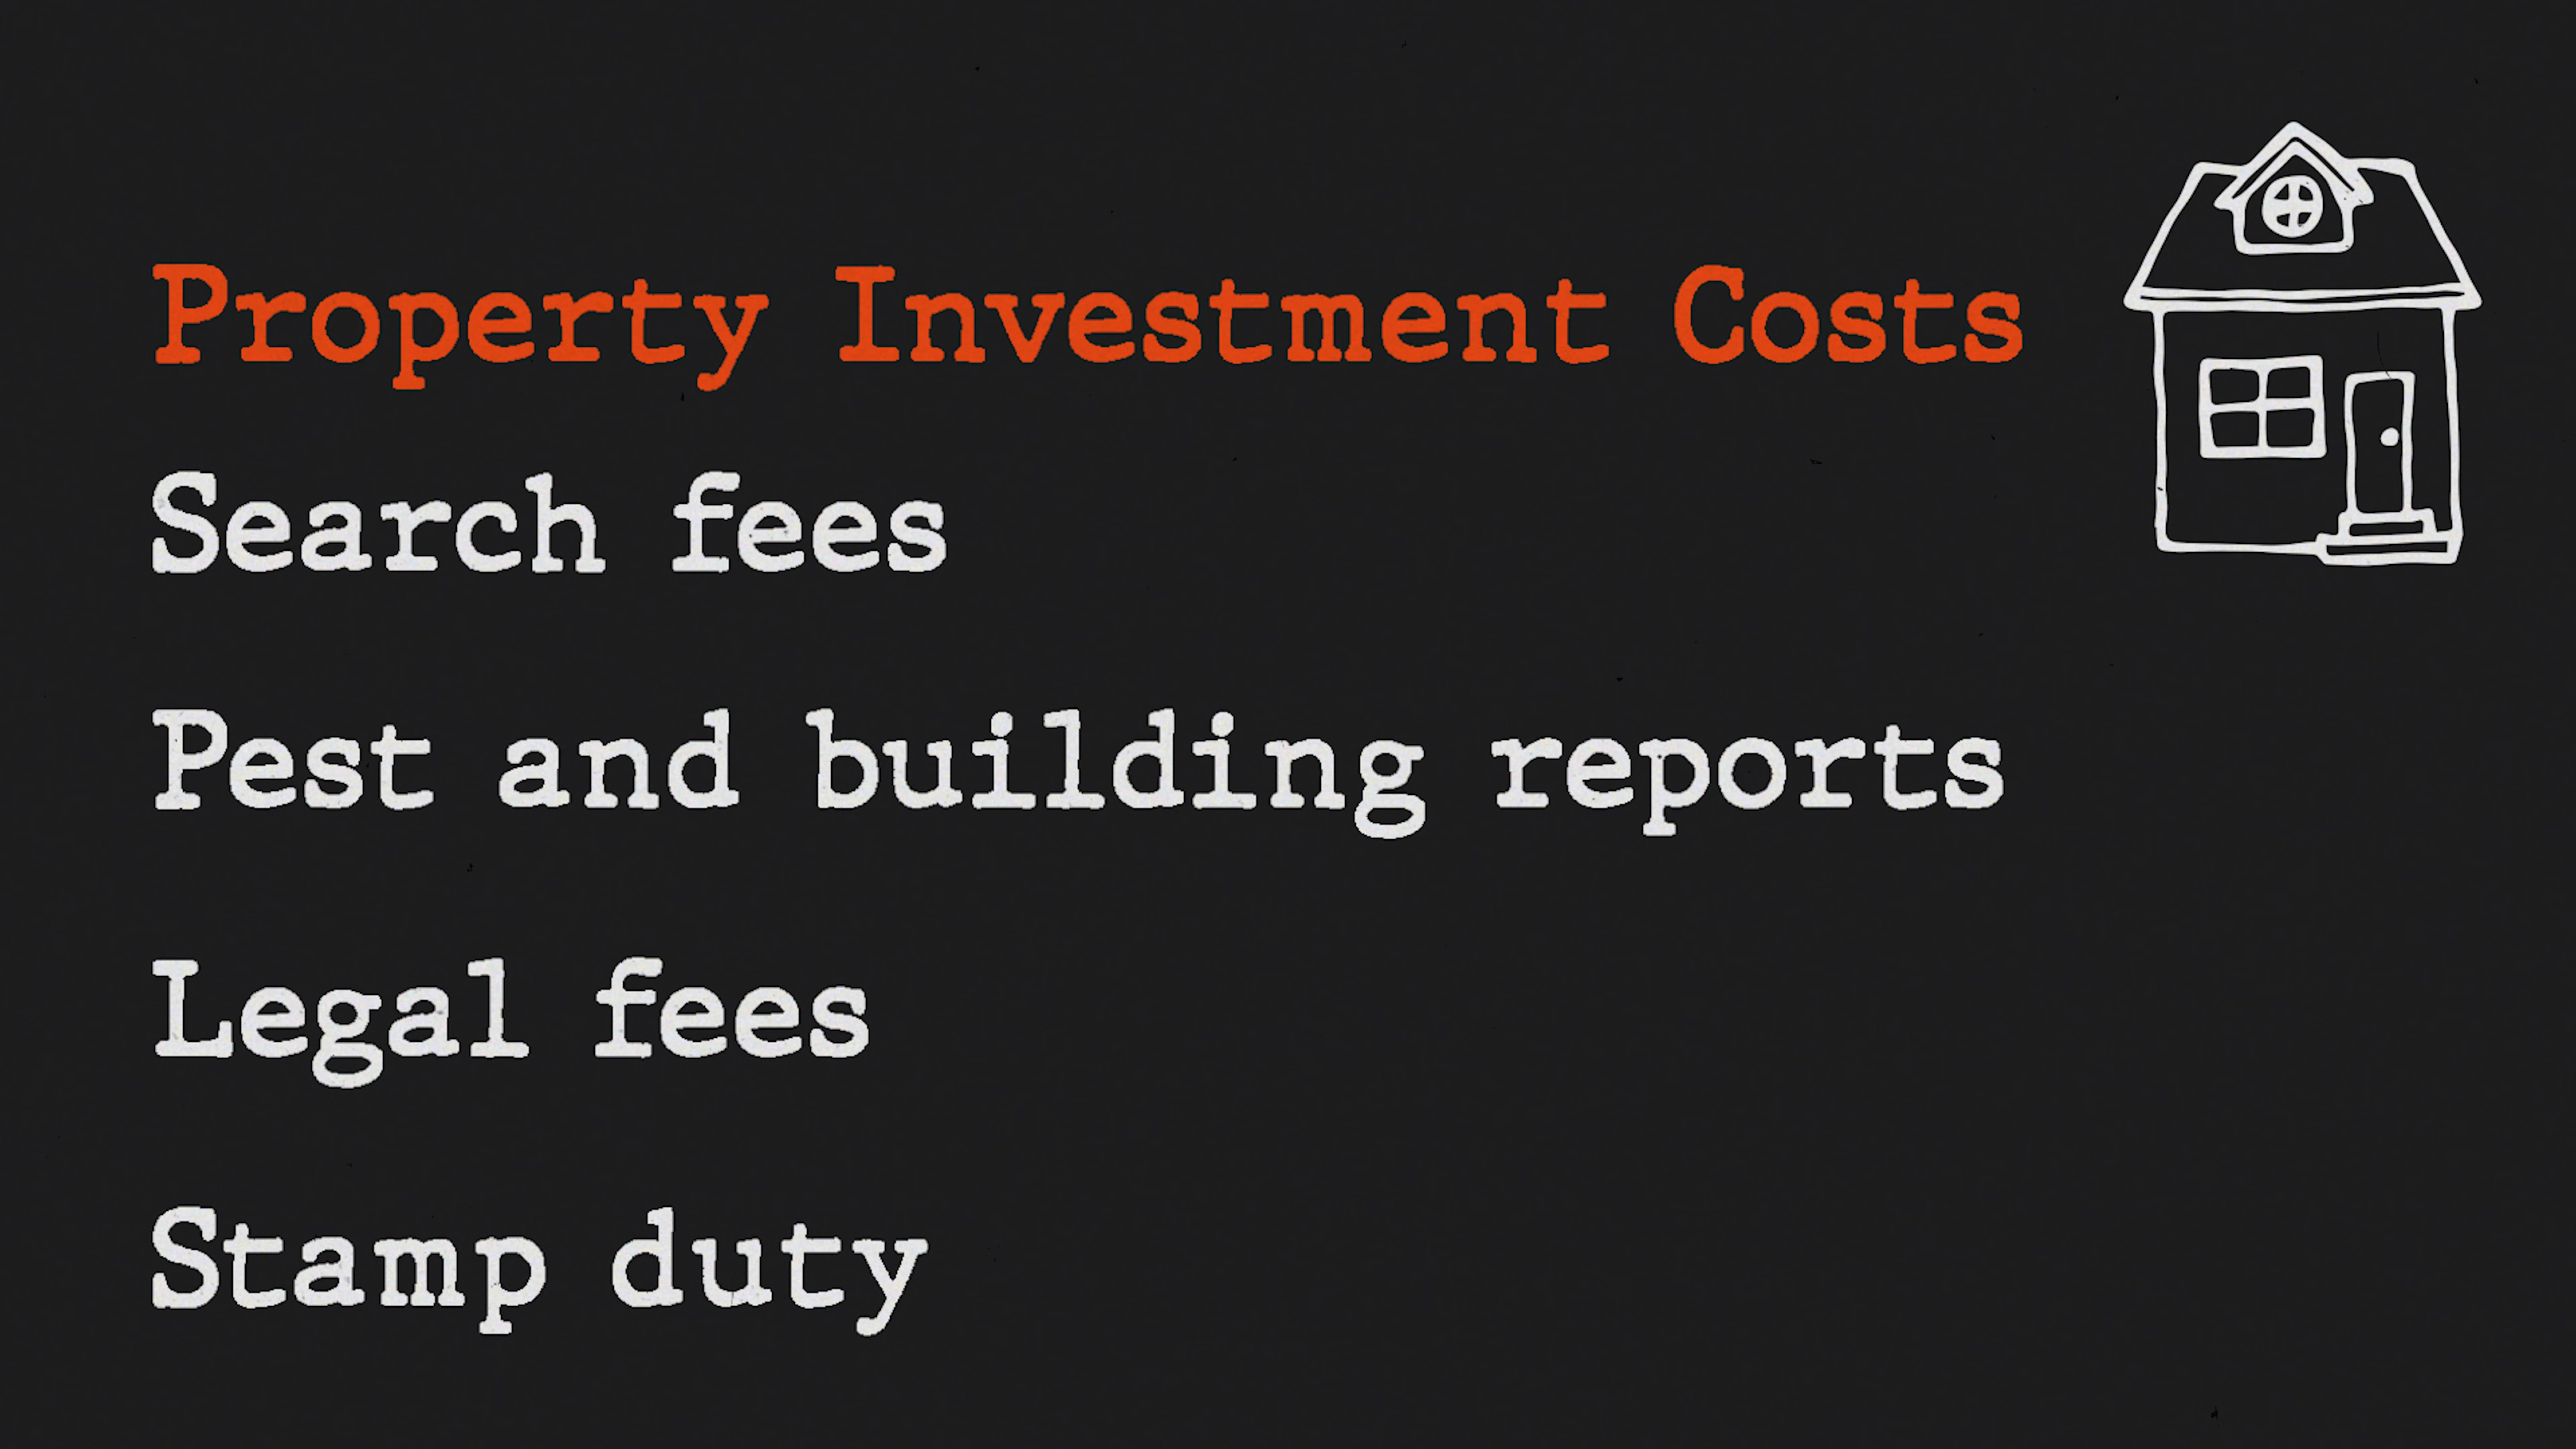 Property Investment Costs
Search fees
Pest and building reports
Legal fees
Stamp duty